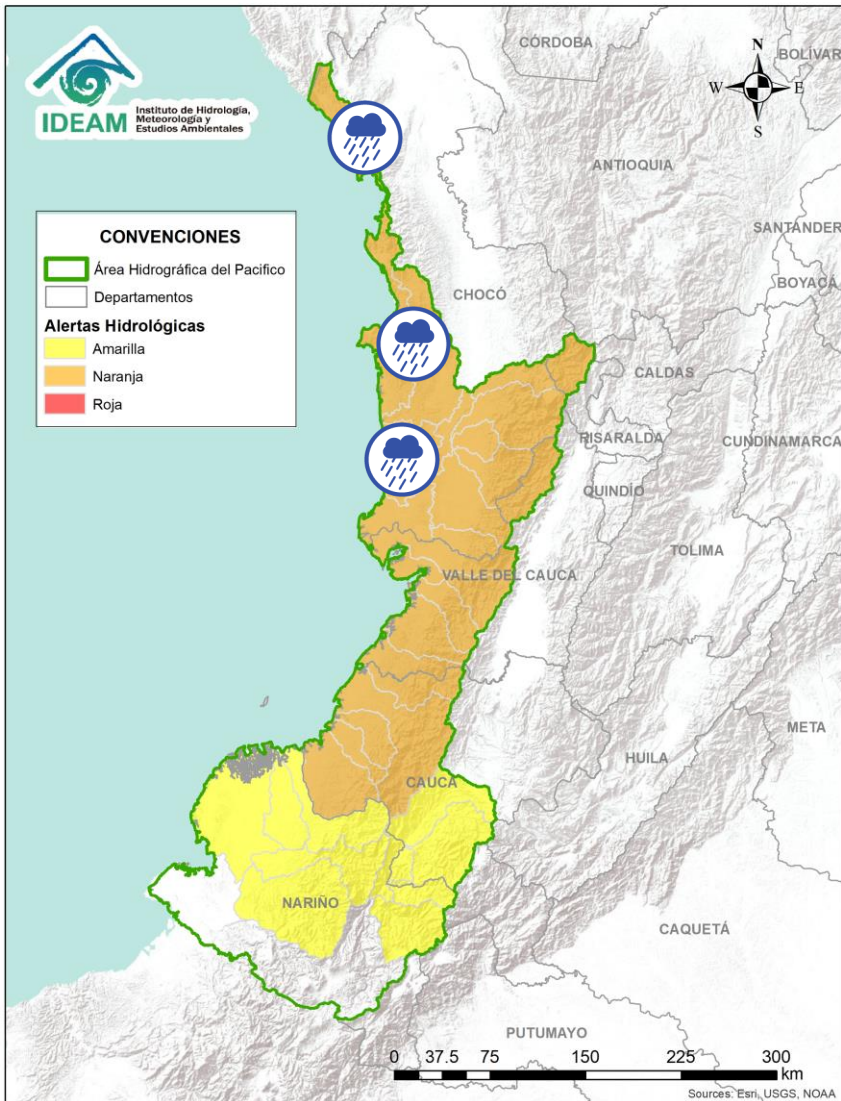 IDEAM
Instituto de Hidrología,
Meteorología y
Estudios Ambientales
CÓRDOBA
BOLÍVAR
N
W
E
S
ANTIOQUIA
SANTANDER
BOYACÁ
CONVENCIONES
Área Hidrográfica del Pacifico
Departamentos
Alertas Hidrológicas
Amarilla
Naranja
Roja
CHOCÓ
CALDAS
RISARALDA
CUNDINAMARCA
QUINDÍO
TOLIMA
VALLE DEL CAUCA
META
HUILA
CAUCA
NARIÑO
CAQUETÁ
PUTUMAYO
0 37.5 75 150 225 300
km
Sources: Esri, USGS, NOAA